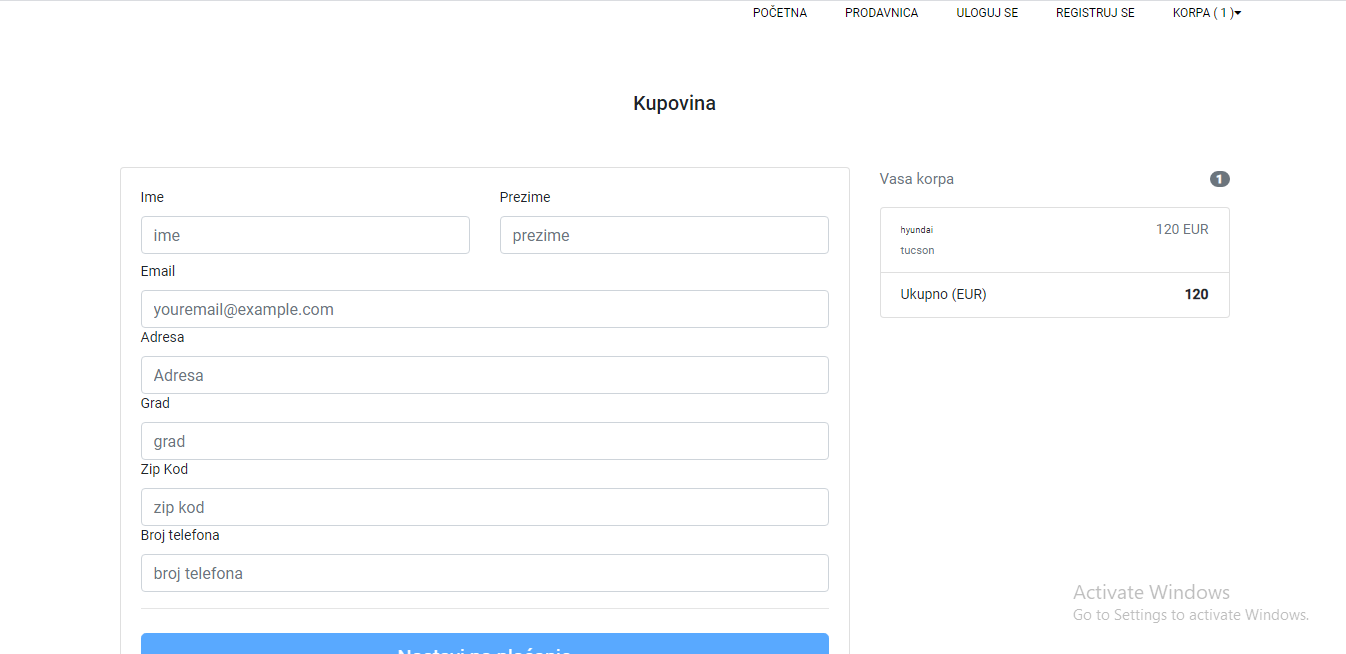 POČETNA PRODAVNICA ULOGUJ SE REGISTRUJ SE KORPA ( 1 )
Kupovina
Ime Prezime
ime prezime
Email
youremail@example.com
Adresa
Adresa
Grad
grad
Zip Kod
zip kod
Broj telefona
broj telefona
Vasa korpa 1
hyundai 120 EUR
tucson
Ukupno (EUR) 120
Activate Windows
Go to Settings to activate Windows.